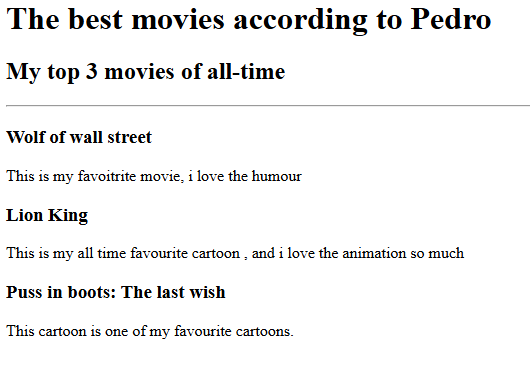 The best movies according to Pedro
My top 3 movies of all-time
Wolf of wall street
This is my favoitrite movie, i love the humour
Lion King
This is my all time favourite cartoon , and i love the animation so much
Puss in boots: The last wish
This cartoon is one of my favourite cartoons.